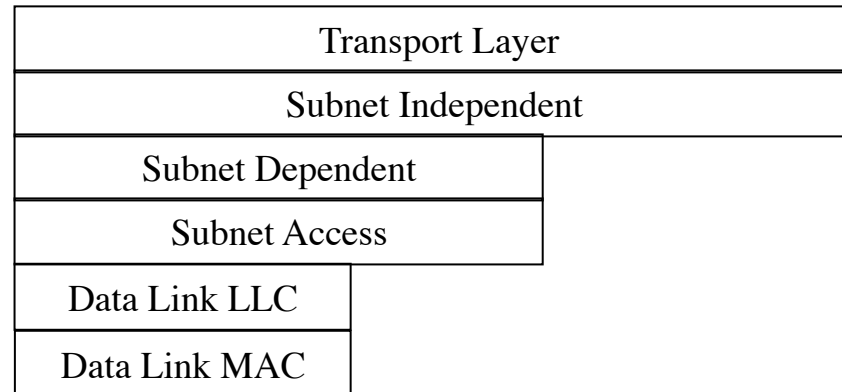 Transport Layer
Subnet Independent
Subnet Dependent
Subnet Access
Data Link LLC
Data Link MAC